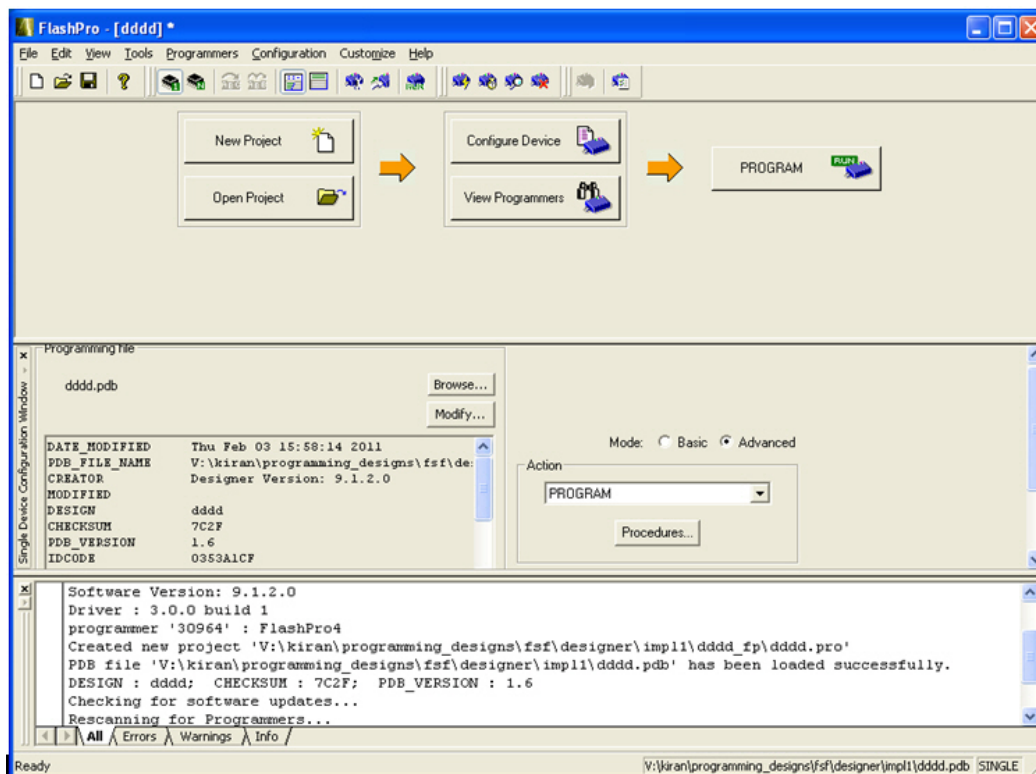 FlashPro - [dddd] *
File Edit View Tools Programmers Configuration Customize Help
New Project
Open Project
Configure Device
View Programmers
PROGRAM
RUN
Single Device Configuration Window
Programming file
dddd.pdb
Browse...
Modify...
DATE_MODIFIED Thu Feb 03 15:58:14 2011
PDB_FILE_NAME V:\kiran\programming_designs\fsf\de:
CREATOR Designer Version: 9.1.2.0
MODIFIED
DESIGN dddd
CHECKSUM 7C2F
PDB_VERSION 1.6
IDCODE 0353A1CF
Mode: Basic Advanced
Action
PROGRAM
Procedures...
Software Version: 9.1.2.0
Driver : 3.0.0 build 1
programmer '30964' : FlashPro4
Created new project 'V:\kiran\programming_designs\fsf\designer\impl1\dddd_fp\dddd.pro'
PDB file 'V:\kiran\programming_designs\fsf\designer\impl1\dddd.pdb' has been loaded successfully.
DESIGN : dddd; CHECKSUM : 7C2F; PDB_VERSION : 1.6
Checking for software updates...
Rescanning for Programmers...
All Errors Warnings Info
Ready
V:\kiran\programming_designs\fsf\designer\impl1\dddd.pdb SINGLE